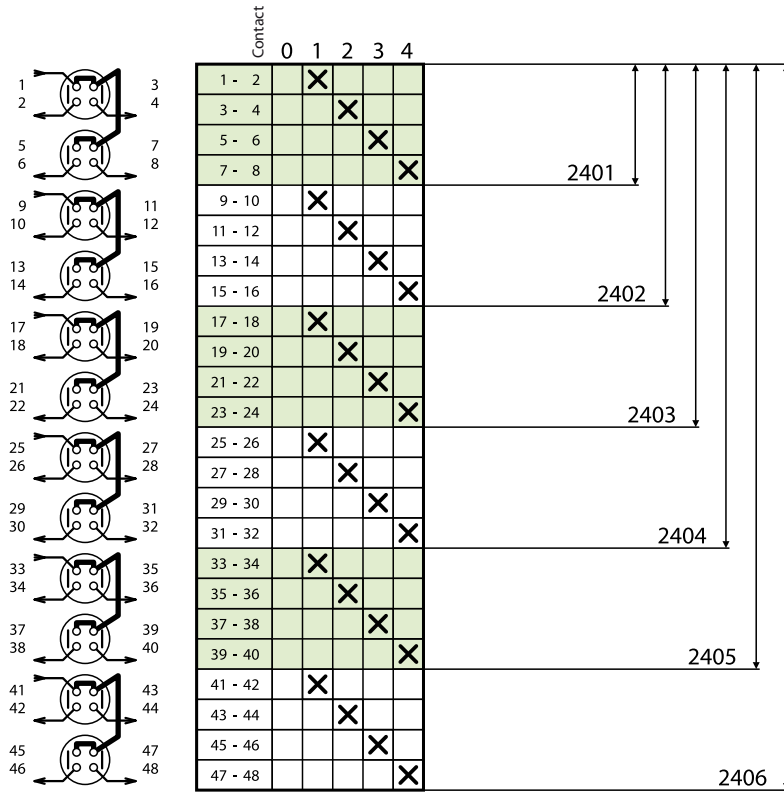 Contact 0 1 2 3 4
1 3
2 4
1 - 2 X
3 - 4 X
5 7
6 8
5 - 6 X
7 - 8 X
2401
9 11
10 12
9 - 10 X
11 - 12 X
13 15
14 16
13 - 14 X
15 - 16 X
2402
17 19
18 20
17 - 18 X
19 - 20 X
21 23
22 24
21 - 22 X
23 - 24 X
2403
25 27
26 28
25 - 26 X
27 - 28 X
29 31
30 32
29 - 30 X
31 - 32 X
2404
33 35
34 36
33 - 34 X
35 - 36 X
37 39
38 40
37 - 38 X
39 - 40 X
2405
41 43
42 44
41 - 42 X
43 - 44 X
45 47
46 48
45 - 46 X
47 - 48 X
2406